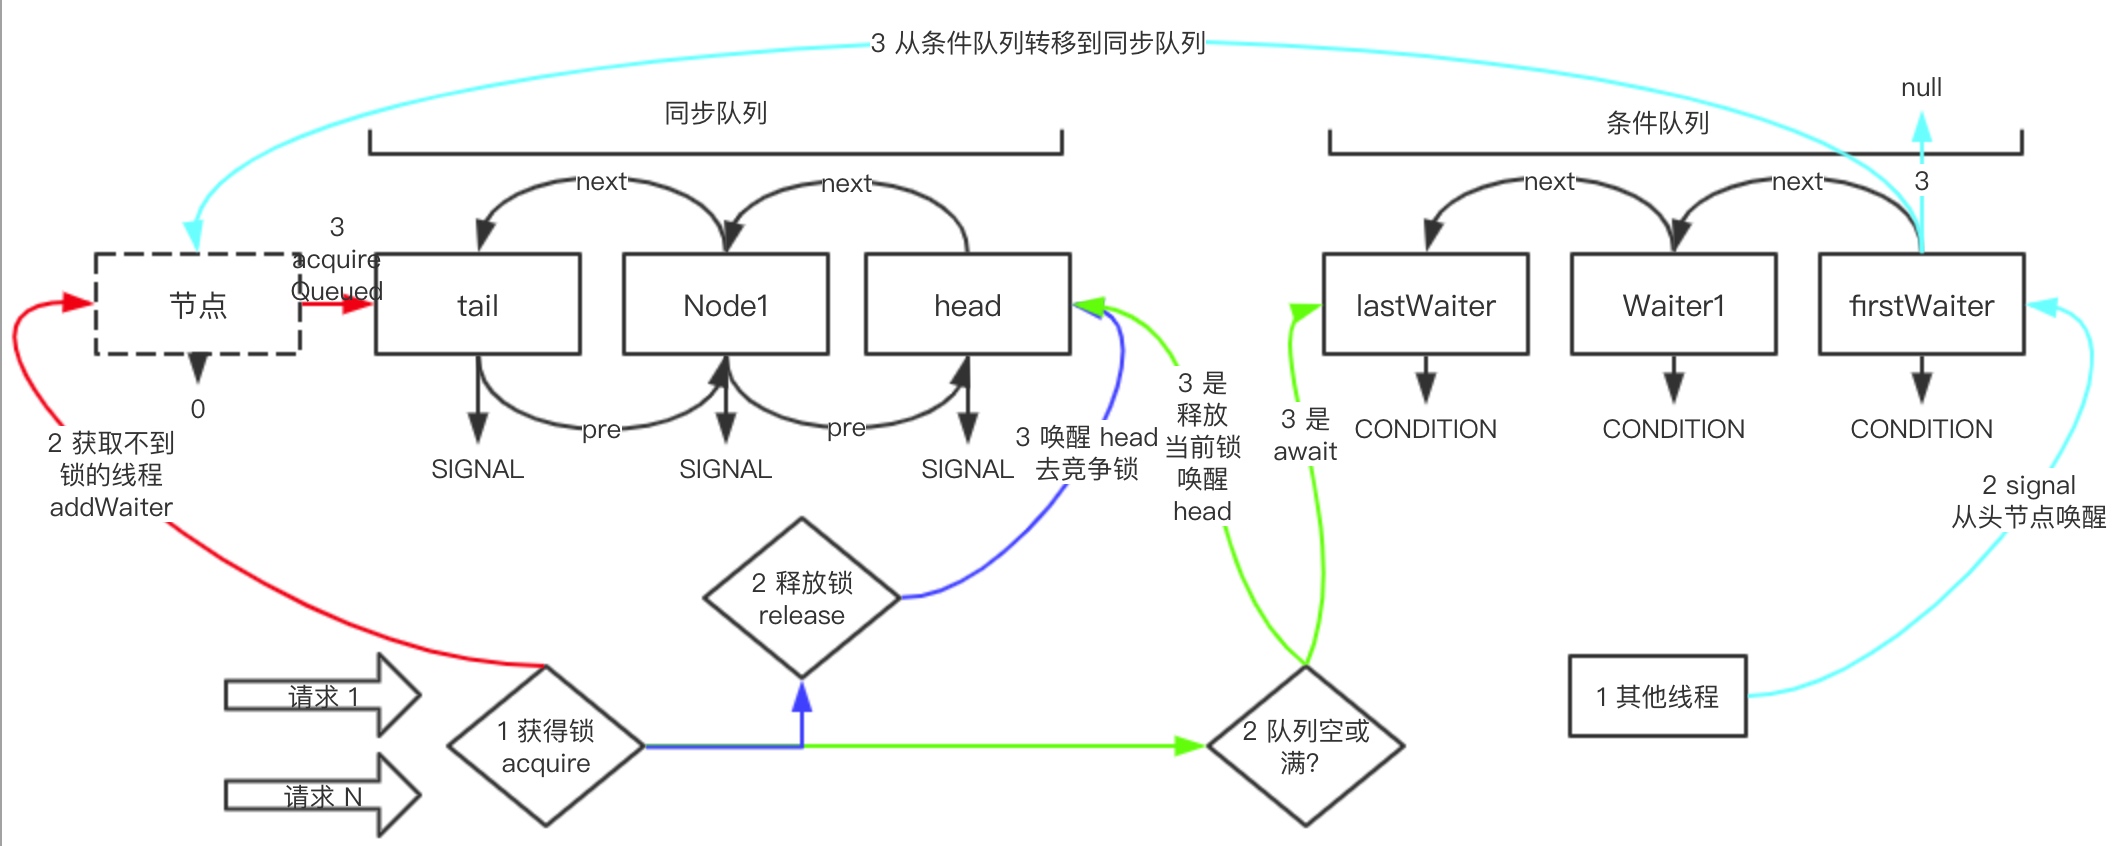 3 从条件队列转移到同步队列
null
同步队列
条件队列
next
next
next
next
3
3
acquire
Queued
节点
tail
Node1
head
lastWaiter
Waiter1
firstWaiter
0
pre
pre
SIGNAL
SIGNAL
SIGNAL
CONDITION
CONDITION
CONDITION
2 获取不到
锁的线程
addWaiter
3 唤醒 head
去竞争锁
3 是
释放
当前锁
唤醒
head
3 是
await
2 signal
从头节点唤醒
2 释放锁
release
请求 1
请求 N
1 获得锁
acquire
2 队列空或
满?
1 其他线程